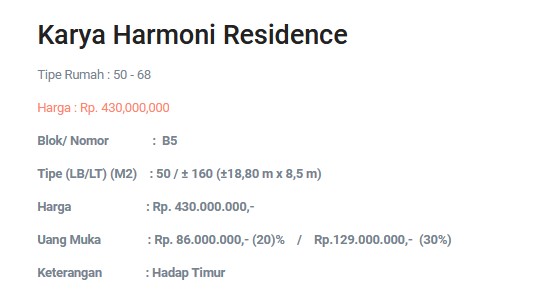 Karya Harmoni Residence
Tipe Rumah : 50 - 68
Harga : Rp. 430,000,000
Blok/ Nomor : B5
Tipe (LB/LT) (M2) : 50 / ± 160 (±18,80 m x 8,5 m)
Harga : Rp. 430.000.000,-
Uang Muka : Rp. 86.000.000,- (20)% / Rp.129.000.000,- (30%)
Keterangan : Hadap Timur